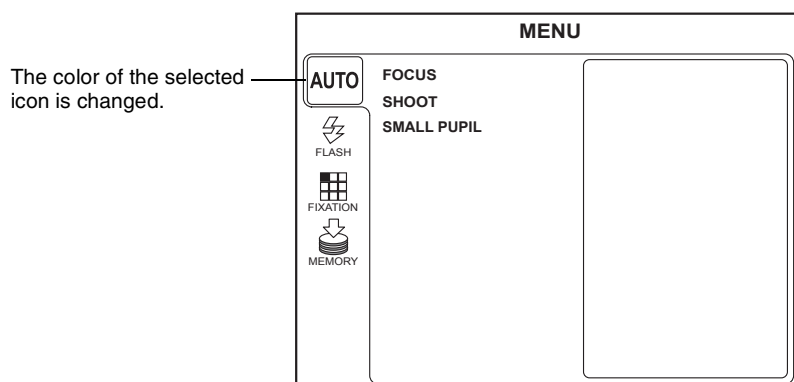 MENU
The color of the selected
icon is changed.
AUTO
FOCUS
SHOOT
SMALL PUPIL
FLASH
FIXATION
MEMORY